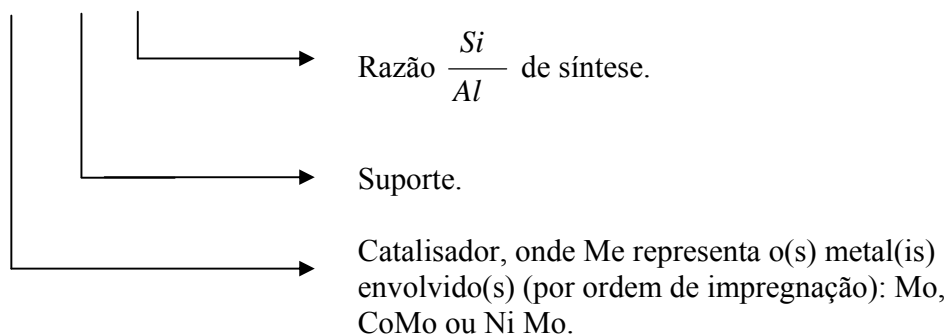 Razão Si/Al de síntese.
Suporte.
Catalisador, onde Me representa o(s) metal(is)
envolvido(s) (por ordem de impregnação): Mo,
CoMo ou Ni Mo.